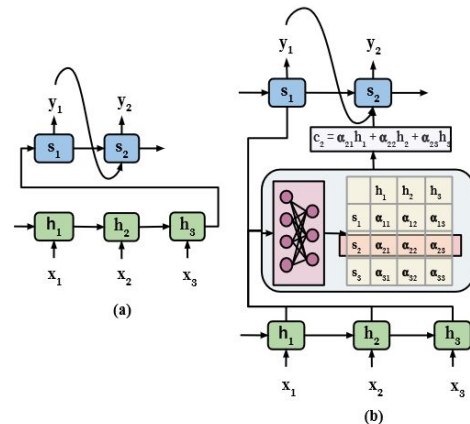 y₁ y₂
s₁ s₂
h₁ h₂ h₃
x₁ x₂ x₃
(a)
y₁ y₂
s₁ s₂
c₂ = α₂₁h₁ + α₂₂h₂ + α₂₃h₃
h₁ h₂ h₃
s₁ α₁₁ α₁₂ α₁₃
s₂ α₂₁ α₂₂ α₂₃
s₃ α₃₁ α₃₂ α₃₃
h₁ h₂ h₃
x₁ x₂ x₃
(b)